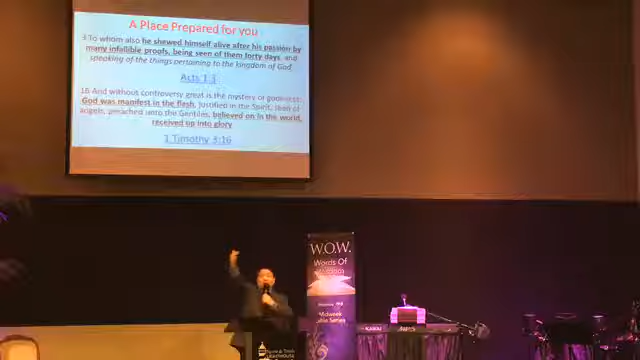 A Place Prepared for you
3 To whom also he shewed himself alive after his passion by
many infallible proofs, being seen of them forty days, and
speaking of the things pertaining to the kingdom of God
Acts 1:3
16 And without controversy great is the mystery of godliness:
God was manifest in the flesh, justified in the Spirit, seen of
angels, preached unto the Gentiles, believed on in the world,
received up into glory
1 Timothy 3:16
W.O.W.
Words Of
Midweek
Series